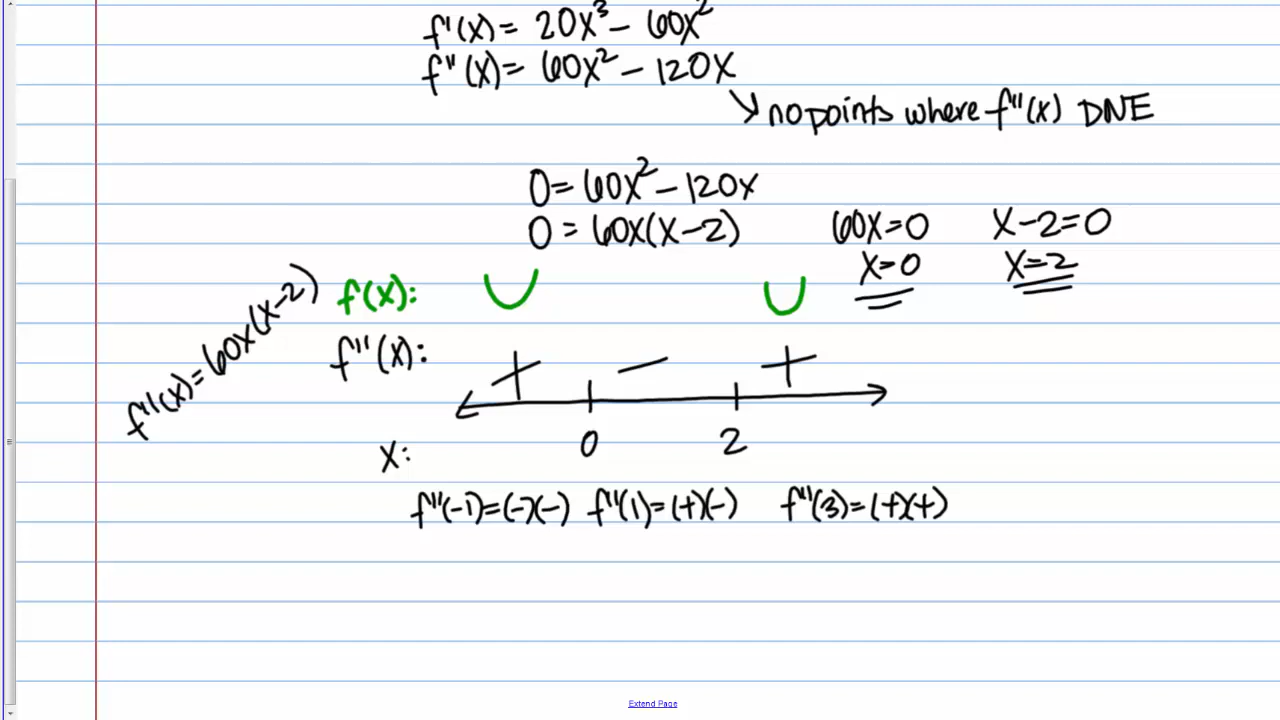 f'(x) = 20x³ - 60x²
f''(x) = 60x² - 120x
↘ no points where f''(x) DNE
0 = 60x² - 120x
0 = 60x(x-2)
60x=0
x=0
x-2=0
x=2
f''(x) = 60x(x-2)
f(x): ∪ ∪
f''(x): + - +
x: 0 2
f''(-1)=(-)(-) f''(1)=(+)(-) f''(3)=(+)(+)
Extend Page